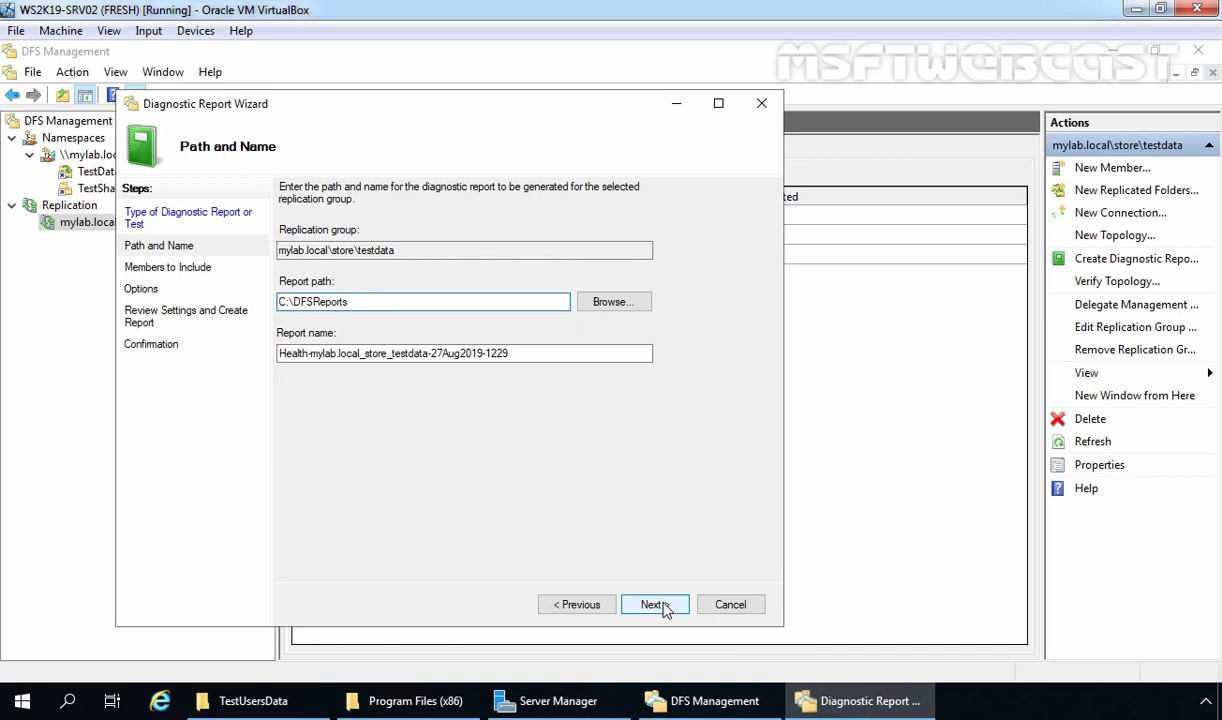 WS2K19-SRV02 (FRESH) [Running] - Oracle VM VirtualBox
File Machine View Input Devices Help
DFS Management
MSFTWEBCAST
File Action View Window Help
DFS Management
Namespaces
\\mylab.loc
TestData
TestSha
Replication
mylab.local
Diagnostic Report Wizard
Path and Name
Steps:
Type of Diagnostic Report or
Test
Path and Name
Members to Include
Options
Review Settings and Create
Report
Confirmation
Enter the path and name for the diagnostic report to be generated for the selected
replication group.
Replication group:
mylab.local\store\testdata
Report path:
C:\DFSReports
Browse...
Report name:
Health-mylab.local_store_testdata-27Aug2019-1229
< Previous
Next
Cancel
ted
Actions
mylab.local\store\testdata
New Member...
New Replicated Folders...
New Connection...
New Topology...
Create Diagnostic Repo...
Verify Topology...
Delegate Management ...
Edit Replication Group ...
Remove Replication Gr...
View
New Window from Here
Delete
Refresh
Properties
Help
TestUsersData
Program Files (x86)
Server Manager
DFS Management
Diagnostic Report ...